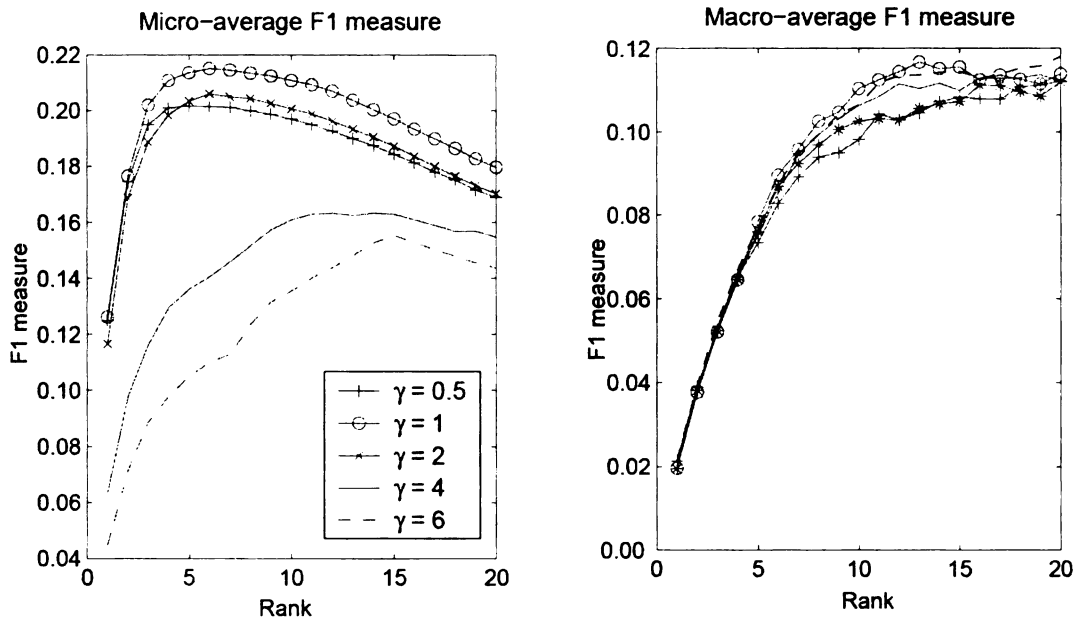 Micro-average F1 measure
0.22
0.20
0.18
0.16
0.14
0.12
0.10
0.08
0.06
0.04
F1 measure
0
5
10
15
20
Rank
γ = 0.5
γ = 1
γ = 2
γ = 4
γ = 6
Macro-average F1 measure
0.12
0.10
0.08
0.06
0.04
0.02
0.00
F1 measure
0
5
10
15
20
Rank